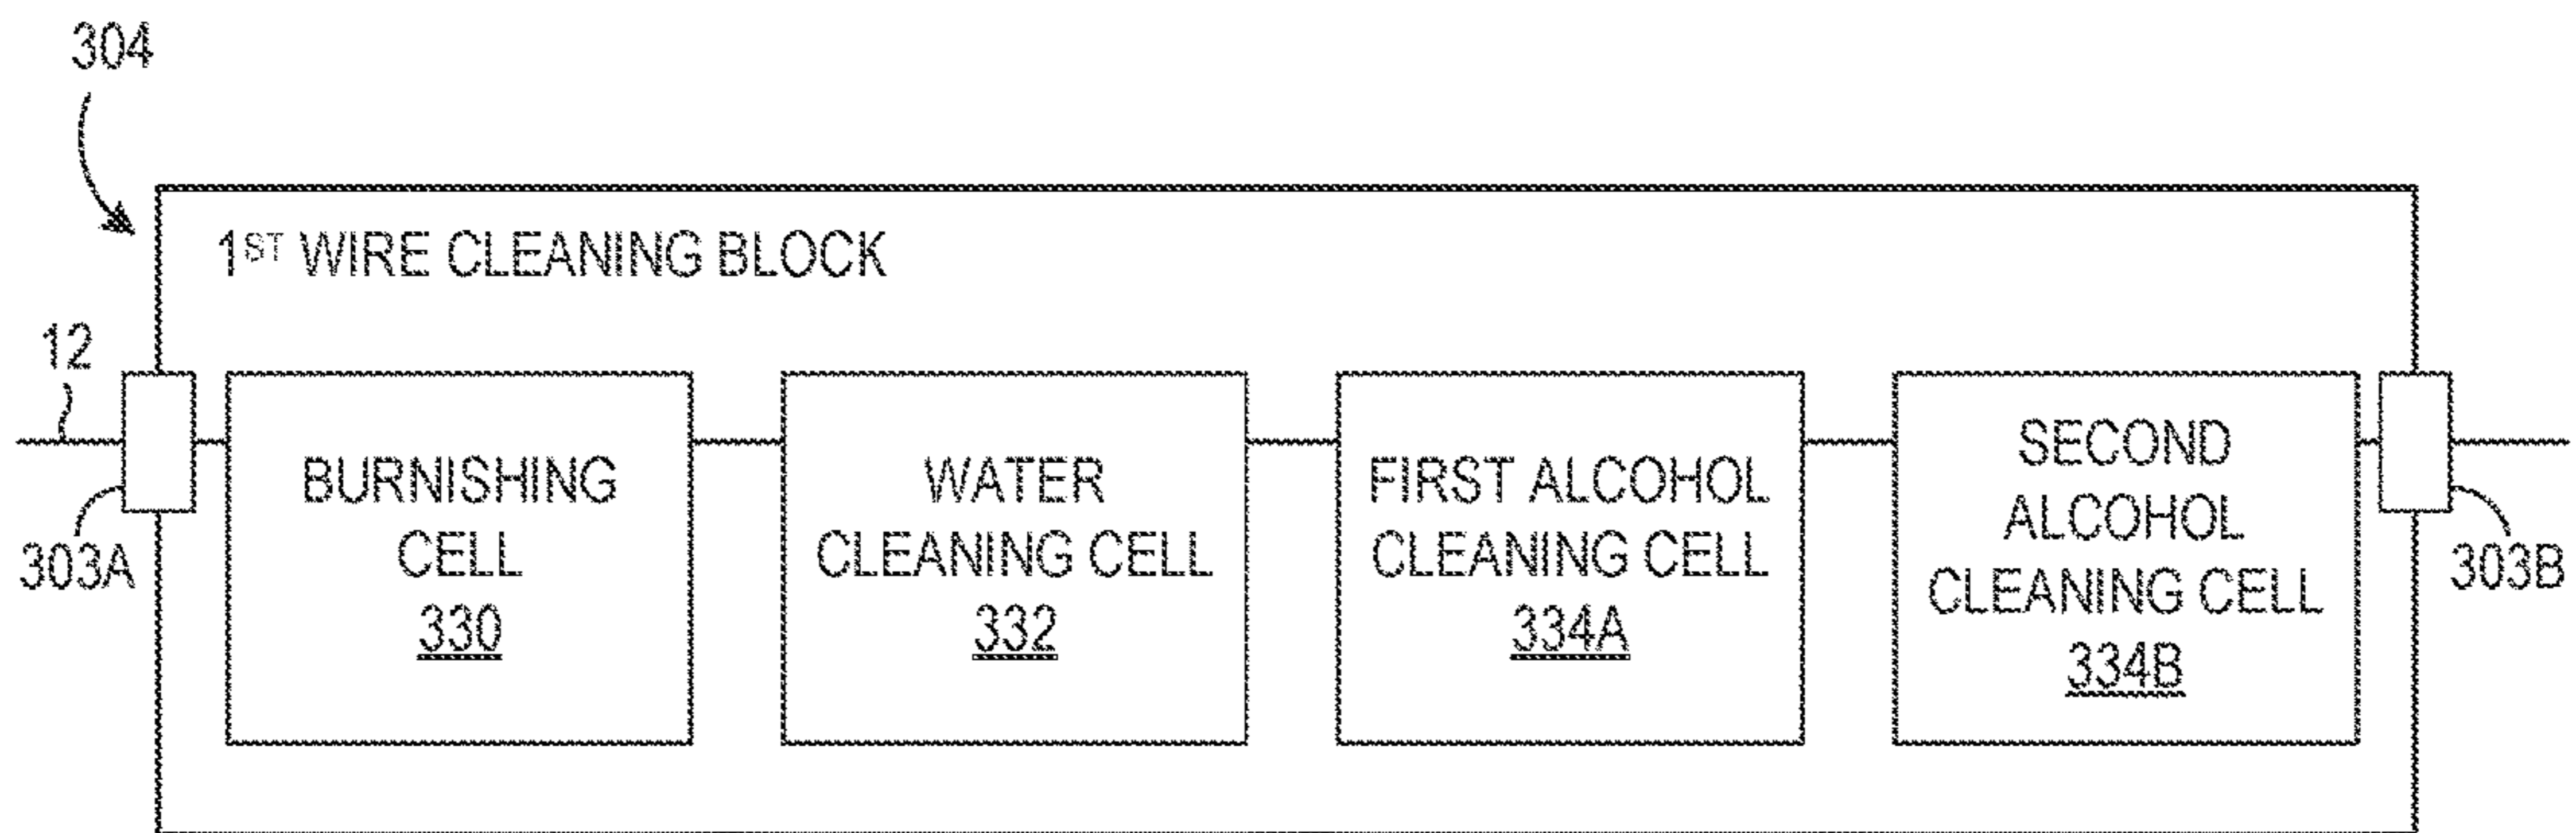 304
1ST WIRE CLEANING BLOCK
12
303A
BURNISHING
CELL
330
WATER
CLEANING CELL
332
FIRST ALCOHOL
CLEANING CELL
334A
SECOND
ALCOHOL
CLEANING CELL
334B
303B